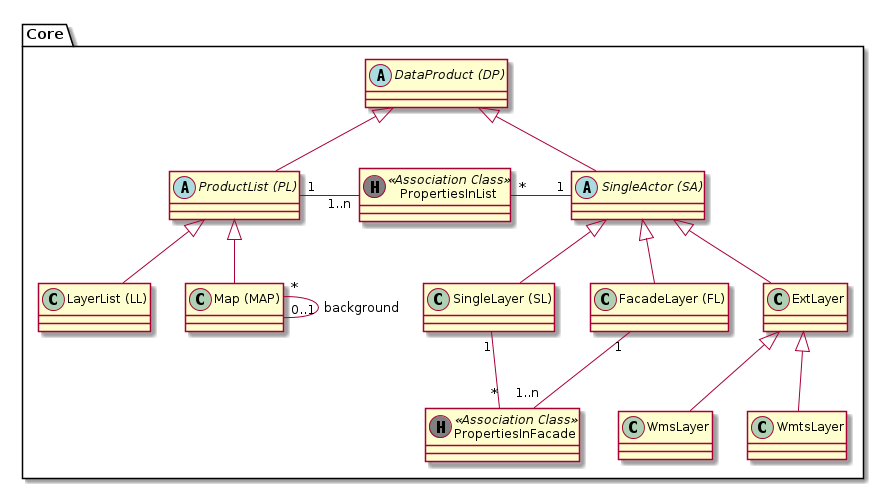 Core
A DataProduct (DP)
A ProductList (PL)
1
1..n
H «Association Class»
PropertiesInList
*
1
A SingleActor (SA)
C LayerList (LL)
C Map (MAP)
*
0..1
background
C SingleLayer (SL)
C FacadeLayer (FL)
C ExtLayer
1
1
*
1..n
H «Association Class»
PropertiesInFacade
C WmsLayer
C WmtsLayer